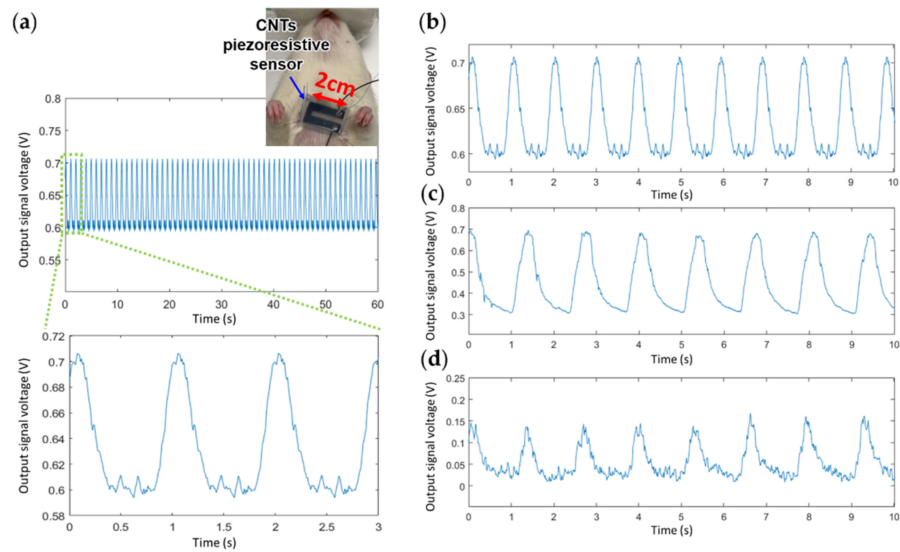 (a)
CNTs
piezoresistive
sensor
2cm
Output signal voltage (V)
0.8
0.7
0.65
0.6
0.55
0 10 20 30 40 50 60
Time (s)
Output signal voltage (V)
0.72
0.7
0.68
0.66
0.64
0.62
0.6
0.58
0 0.5 1 1.5 2 2.5 3
Time (s)
(b)
Output signal voltage (V)
0.7
0.65
0.6
0 1 2 3 4 5 6 7 8 9 10
Time (s)
(c)
Output signal voltage (V)
0.8
0.7
0.5
0.4
0.3
0 1 2 3 4 5 6 7 8 9 10
Time (s)
(d)
Output signal voltage (V)
0.25
0.2
0.15
0.05
0
0 1 2 3 4 5 6 7 8 9 10
Time (s)